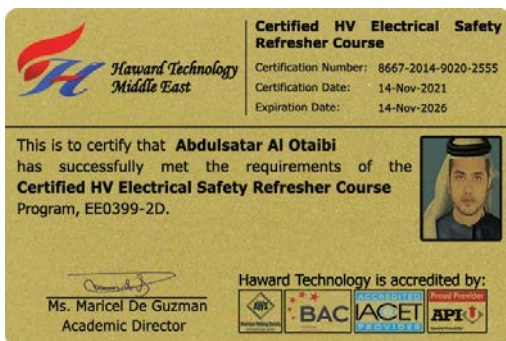 Haward Technology
Middle East
Certified HV Electrical Safety
Refresher Course
Certification Number: 8667-2014-9020-2555
Certification Date: 14-Nov-2021
Expiration Date: 14-Nov-2026
This is to certify that Abdulsatar Al Otaibi
has successfully met the requirements of the
Certified HV Electrical Safety Refresher Course
Program, EE0399-2D.
Ms. Maricel De Guzman
Academic Director
Haward Technology is accredited by:
AWS
American Welding Society
BAC
ACCREDITED
IACET
PROVIDER
Proud Provider
API